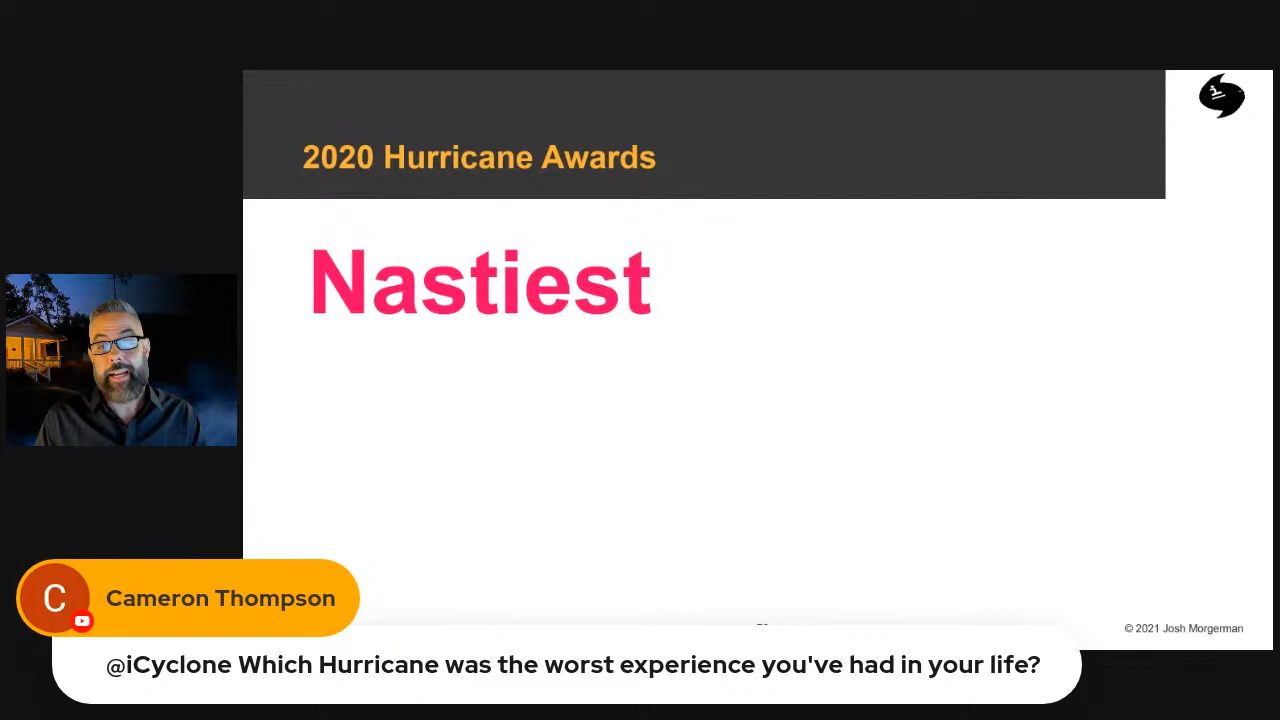 2020 Hurricane Awards
Nastiest
C
Cameron Thompson
© 2021 Josh Morgerman
@iCyclone Which Hurricane was the worst experience you've had in your life?